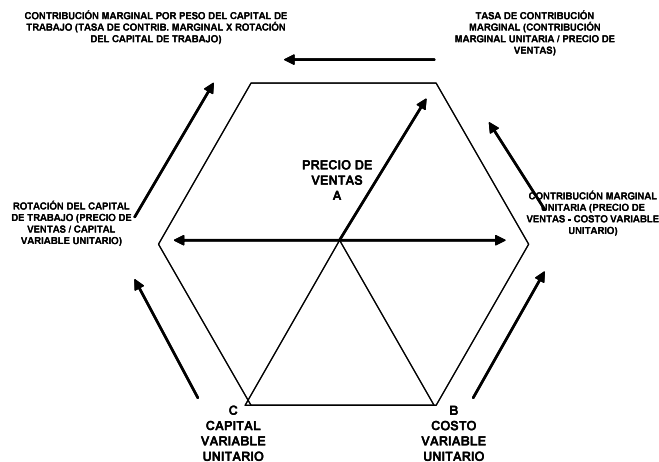 CONTRIBUCIÓN MARGINAL POR PESO DEL CAPITAL DE
TRABAJO (TASA DE CONTRIB. MARGINAL X ROTACIÓN
DEL CAPITAL DE TRABAJO)
TASA DE CONTRIBUCIÓN
MARGINAL (CONTRIBUCIÓN
MARGINAL UNITARIA / PRECIO DE
VENTAS)
PRECIO DE
VENTAS
A
ROTACIÓN DEL CAPITAL
DE TRABAJO (PRECIO DE
VENTAS / CAPITAL
VARIABLE UNITARIO)
CONTRIBUCIÓN MARGINAL
UNITARIA (PRECIO DE
VENTAS - COSTO VARIABLE
UNITARIO)
C
CAPITAL
VARIABLE
UNITARIO
B
COSTO
VARIABLE
UNITARIO